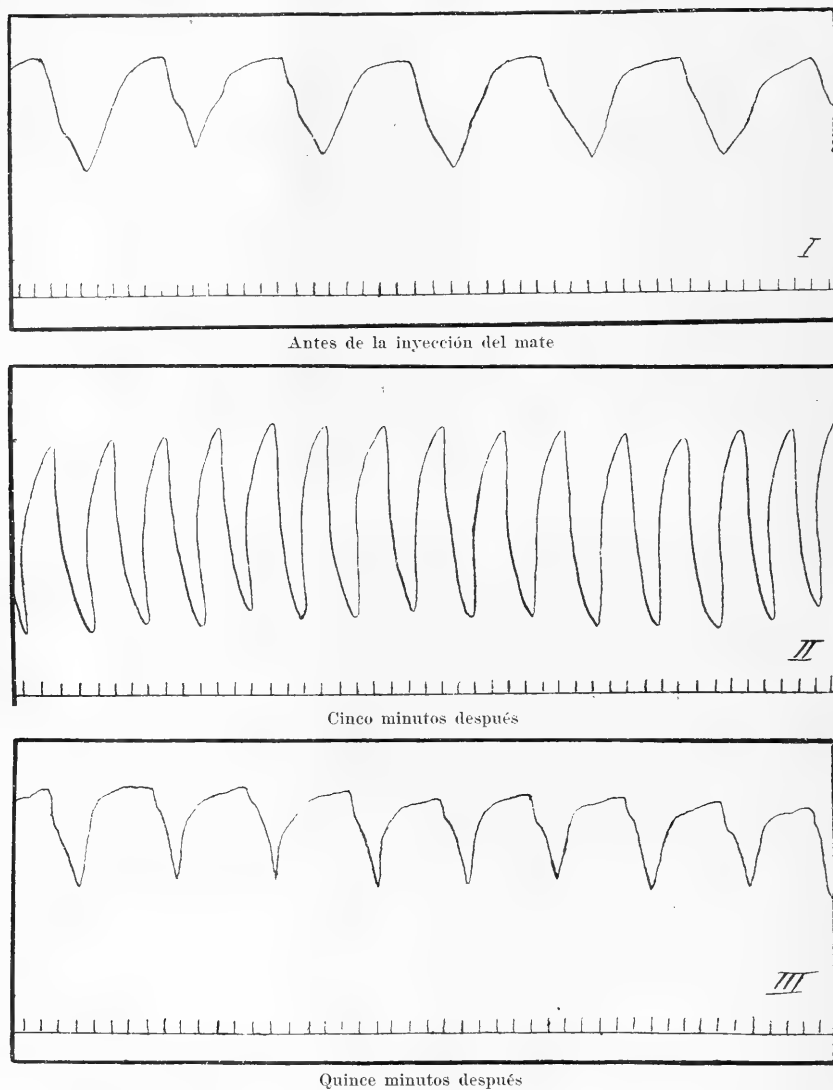 I
Antes de la inyección del mate
II
Cinco minutos después
III
Quince minutos después